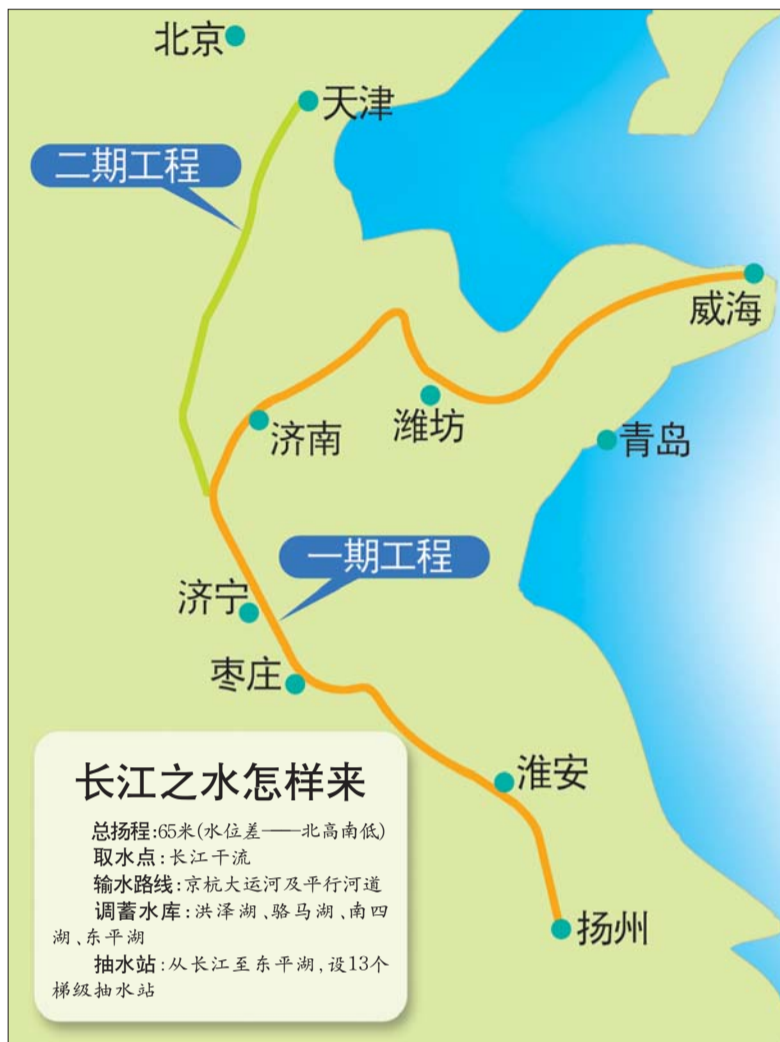 北京
天津
二期工程
威海
济南
潍坊
青岛
一期工程
济宁
枣庄
淮安
扬州
长江之水怎样来
总扬程:65米(水位差——北高南低)
取水点:长江干流
输水路线:京杭大运河及平行河道
调蓄水库:洪泽湖、骆马湖、南四
湖、东平湖
抽水站:从长江至东平湖,设13个
梯级抽水站